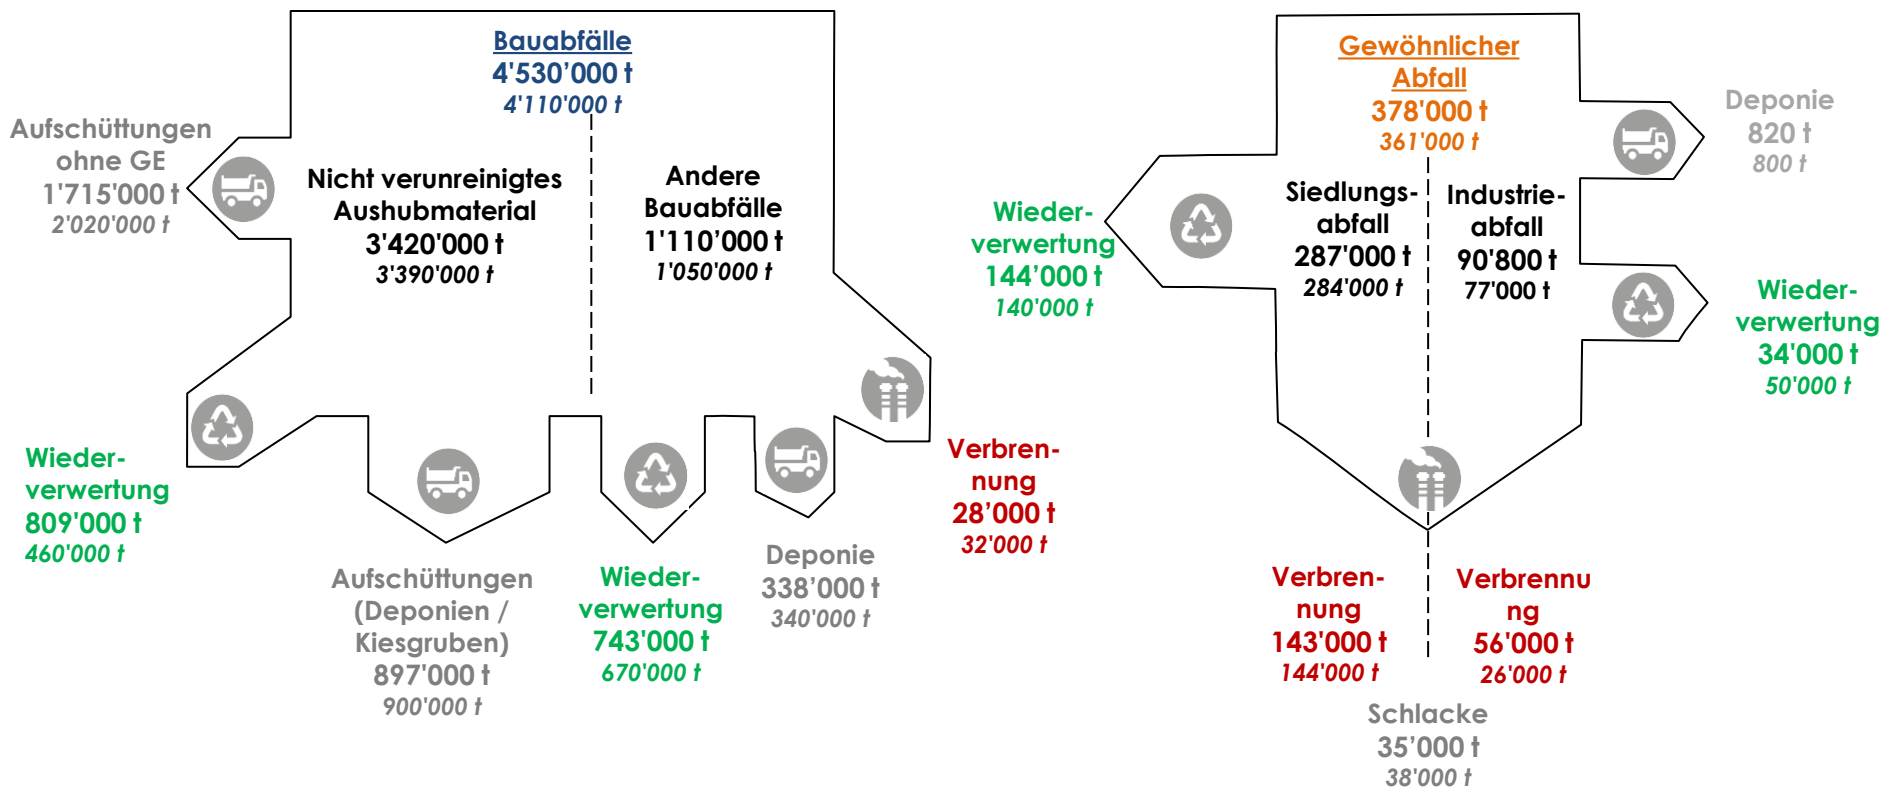 Bauabfälle
4'530’000 t
4'110'000 t
Aufschüttungen
ohne GE
1'715'000 t
2'020'000 t
Nicht verunreinigtes
Aushubmaterial
3'420'000 t
3'390'000 t
Andere
Bauabfälle
1'110’000 t
1'050'000 t
Wieder-
verwertung
809'000 t
460'000 t
Aufschüttungen
(Deponien /
Kiesgruben)
897'000 t
900'000 t
Wieder-
verwertung
743'000 t
670'000 t
Deponie
338’000 t
340'000 t
Verbren-
nung
28’000 t
32'000 t
Gewöhnlicher
Abfall
378'000 t
361'000 t
Deponie
820 t
800 t
Wieder-
verwertung
144’000 t
140'000 t
Siedlungs-
abfall
287'000 t
284'000 t
Industrie-
abfall
90'800 t
77'000 t
Wieder-
verwertung
34'000 t
50'000 t
Verbren-
nung
143'000 t
144'000 t
Verbrennu
ng
56'000 t
26'000 t
Schlacke
35’000 t
38'000 t